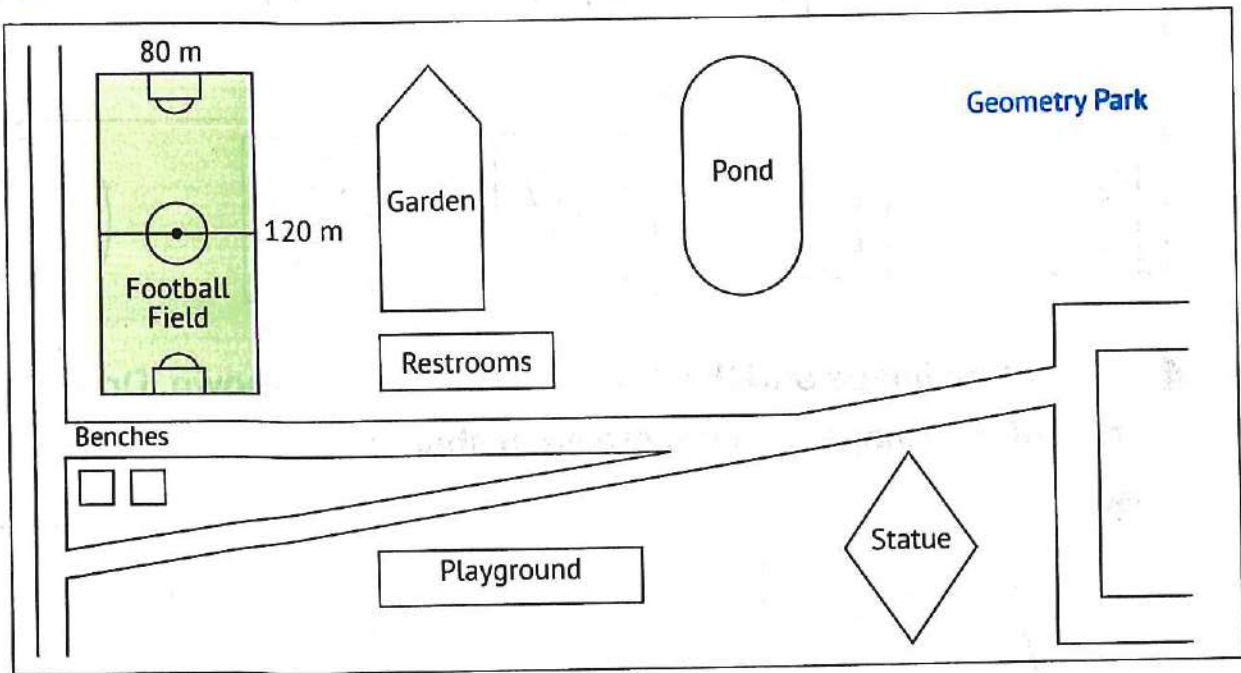 80 m
Geometry Park
Pond
Garden
120 m
Football
Field
Restrooms
Benches
Statue
Playground